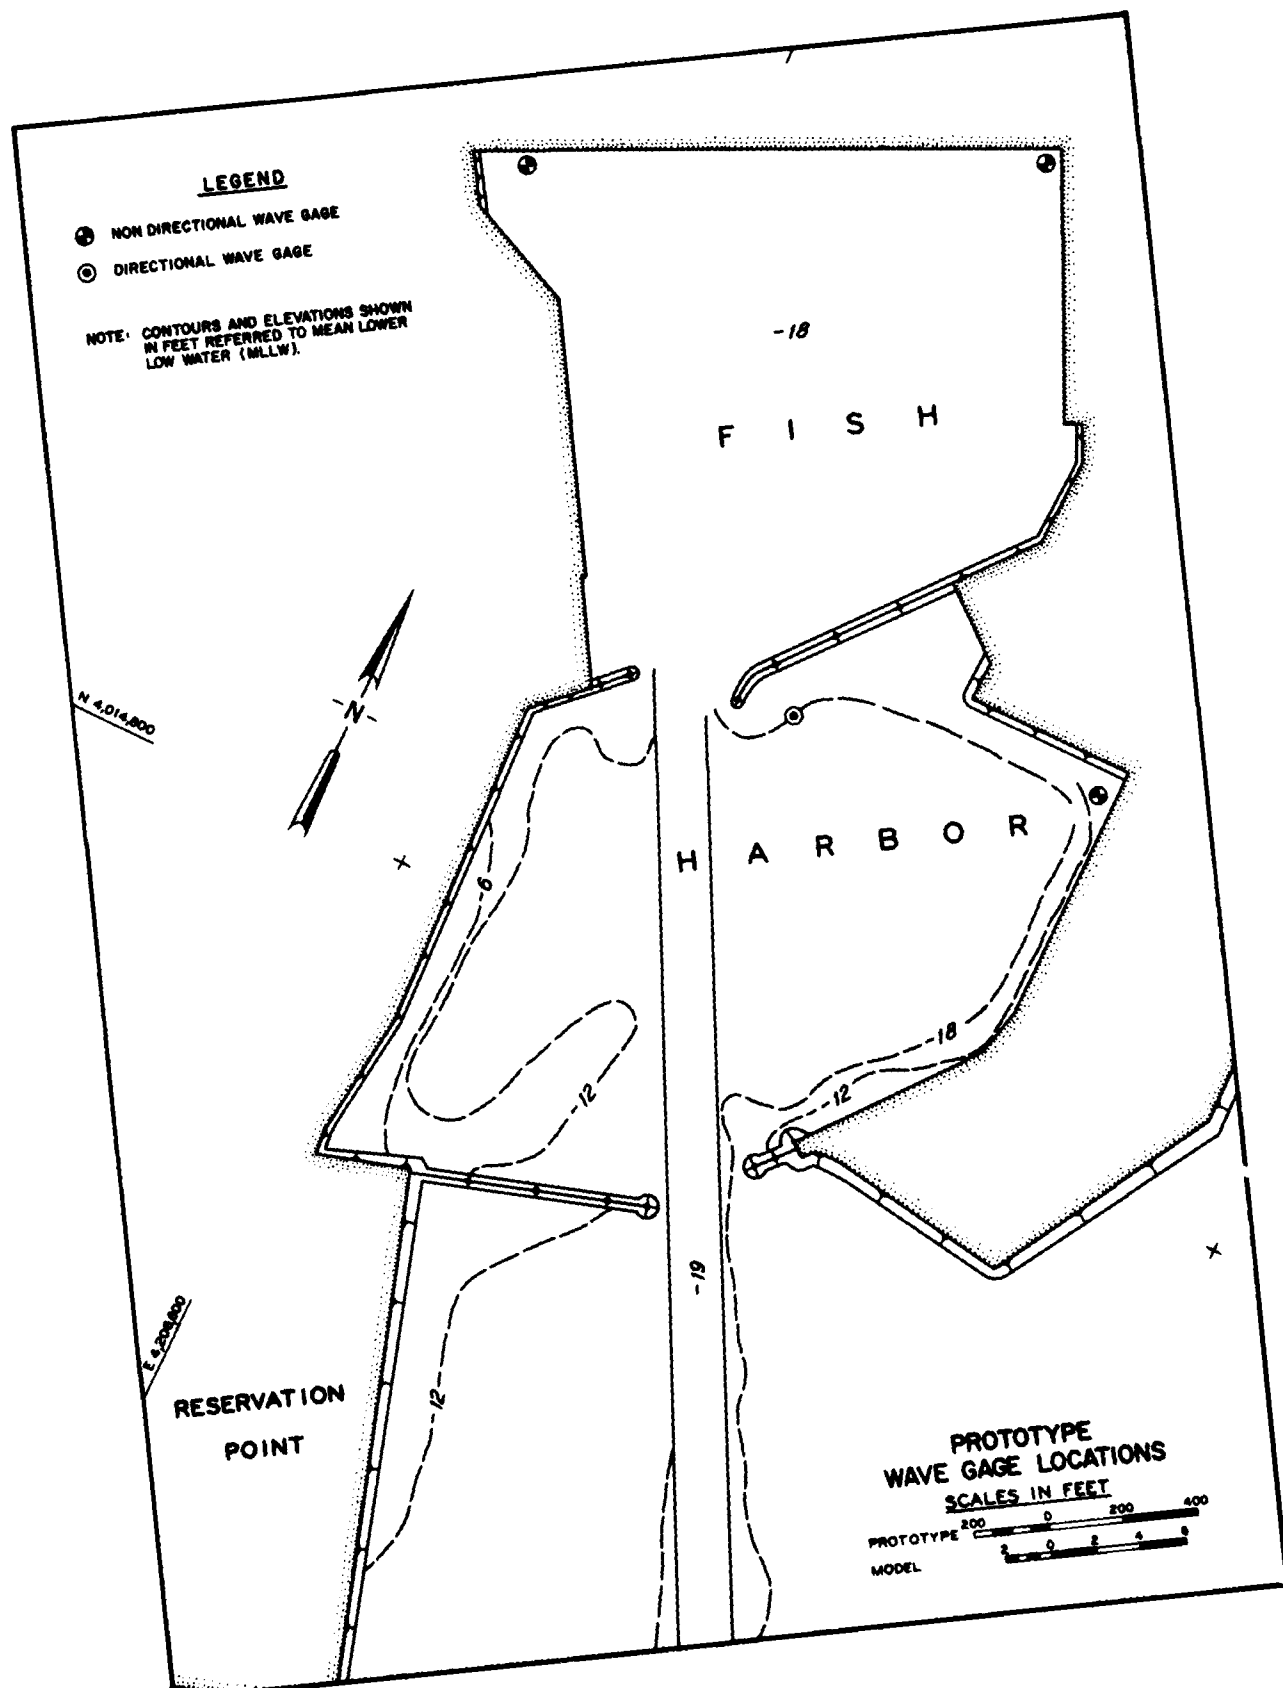 LEGEND
NON DIRECTIONAL WAVE GAGE
DIRECTIONAL WAVE GAGE
NOTE: CONTOURS AND ELEVATIONS SHOWN
IN FEET REFERRED TO MEAN LOWER
LOW WATER (MLLW).
-18
F I S H
-N-
N 4,014,800
H A R B O R
-6
-18
-12
-12
-19
E 4,208,800
-12
RESERVATION
POINT
PROTOTYPE
WAVE GAGE LOCATIONS
SCALES IN FEET
PROTOTYPE 200 0 200 400
MODEL 2 0 2 4 6